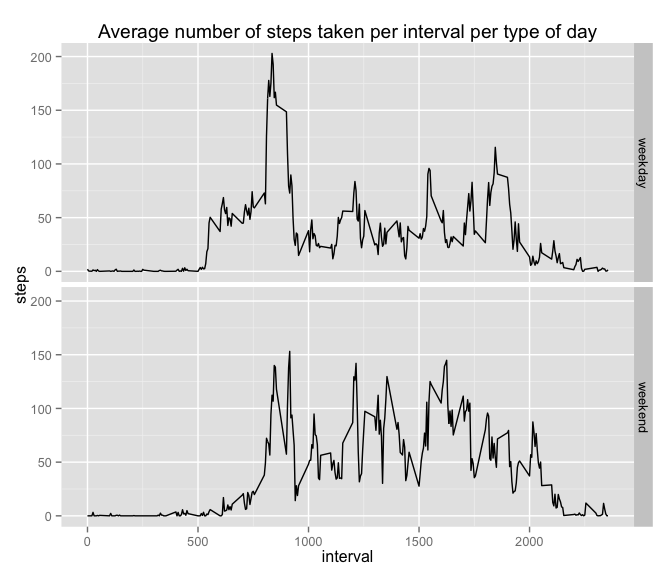 Average number of steps taken per interval per type of day
200
150
100
50
0
weekday
steps
200
150
100
50
0
weekend
0 500 1000 1500 2000
interval